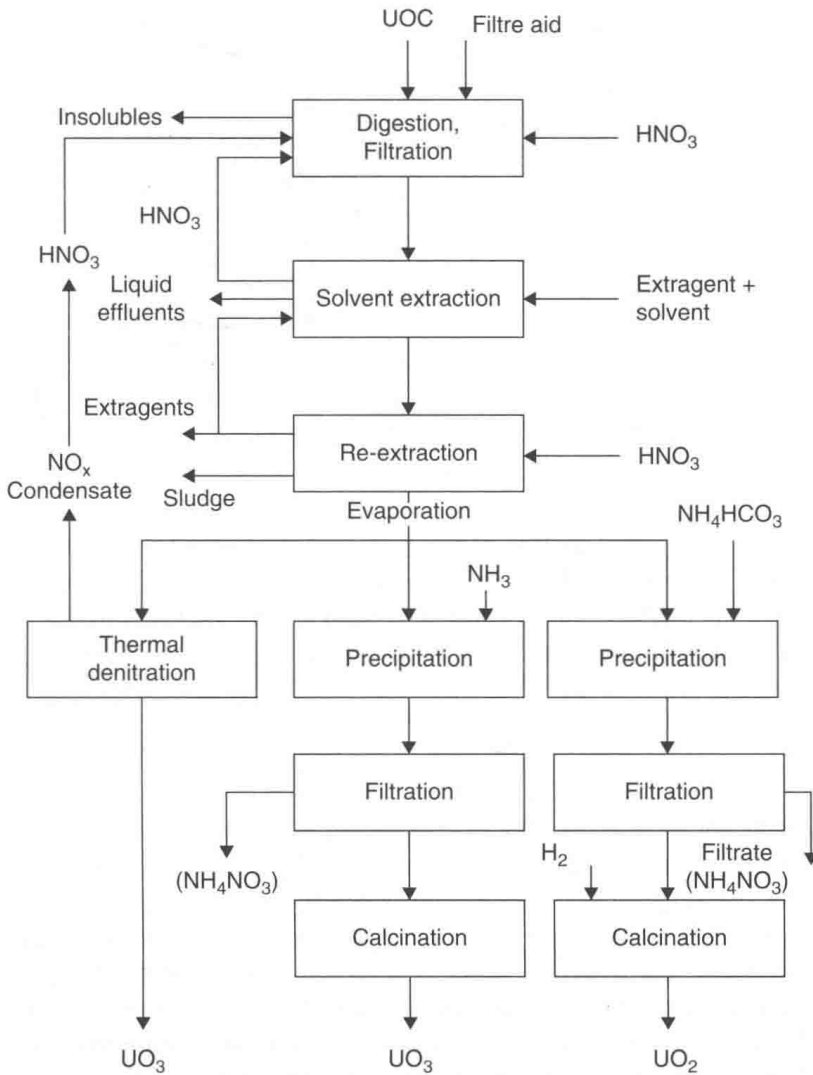 UOC
Filtre aid
Insolubles
Digestion,
Filtration
HNO₃
HNO₃
HNO₃
Liquid
effluents
Solvent extraction
Extragent +
solvent
Extragents
Re-extraction
HNO₃
NOₓ
Condensate
Sludge
Evaporation
NH₄HCO₃
NH₃
Thermal
denitration
Precipitation
Precipitation
Filtration
Filtration
(NH₄NO₃)
H₂
Filtrate
(NH₄NO₃)
Calcination
Calcination
UO₃
UO₃
UO₂